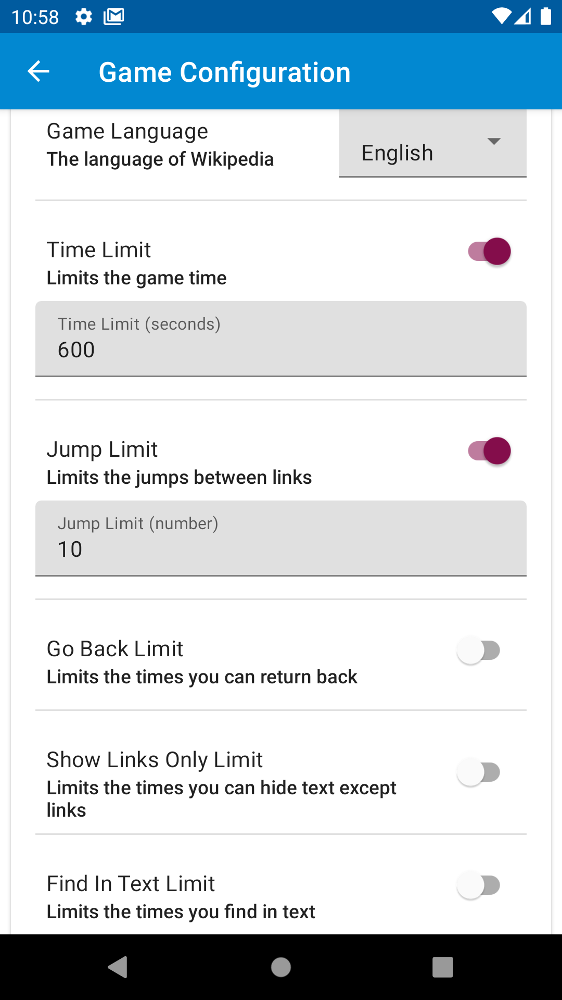 10:58
Game Configuration
Game Language
The language of Wikipedia
English
Time Limit
Limits the game time
Time Limit (seconds)
600
Jump Limit
Limits the jumps between links
Jump Limit (number)
10
Go Back Limit
Limits the times you can return back
Show Links Only Limit
Limits the times you can hide text except
links
Find In Text Limit
Limits the times you find in text